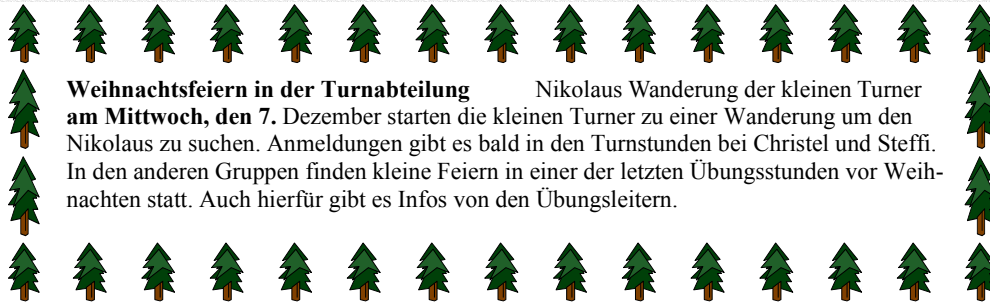 Weihnachtsfeiern in der Turnabteilung Nikolaus Wanderung der kleinen Turner
am Mittwoch, den 7. Dezember starten die kleinen Turner zu einer Wanderung um den
Nikolaus zu suchen. Anmeldungen gibt es bald in den Turnstunden bei Christel und Steffi.
In den anderen Gruppen finden kleine Feiern in einer der letzten Übungsstunden vor Weih-
nachten statt. Auch hierfür gibt es Infos von den Übungsleitern.